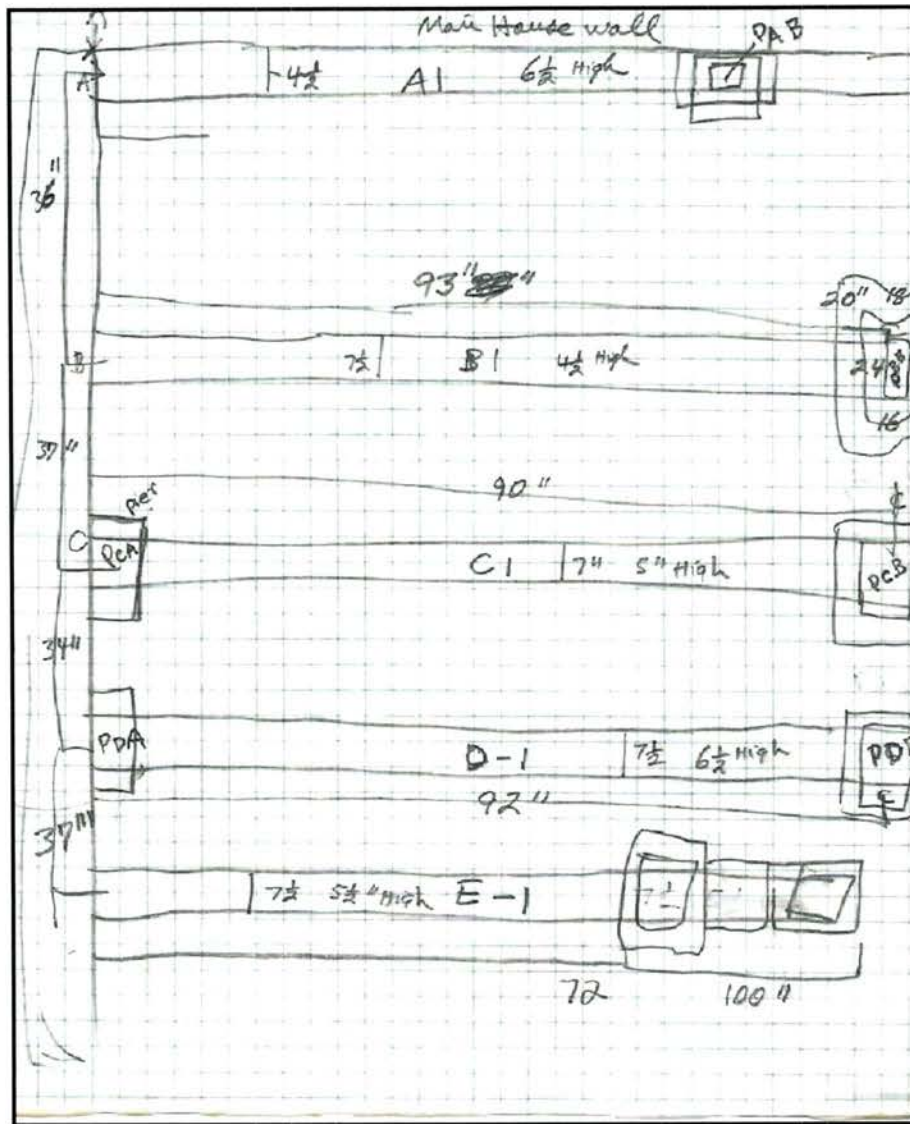 Main House wall
PAB
A
4½ A1 6½ High
36"
93"
20" 18
B 7½ B1 4½ High 24
16
37"
90"
Pier
C PCA C1 7" 5" High PCB
34"
PDA D-1 7½ 6½ High PD
92"
37"
7½ 5½" High E-1
72 100"